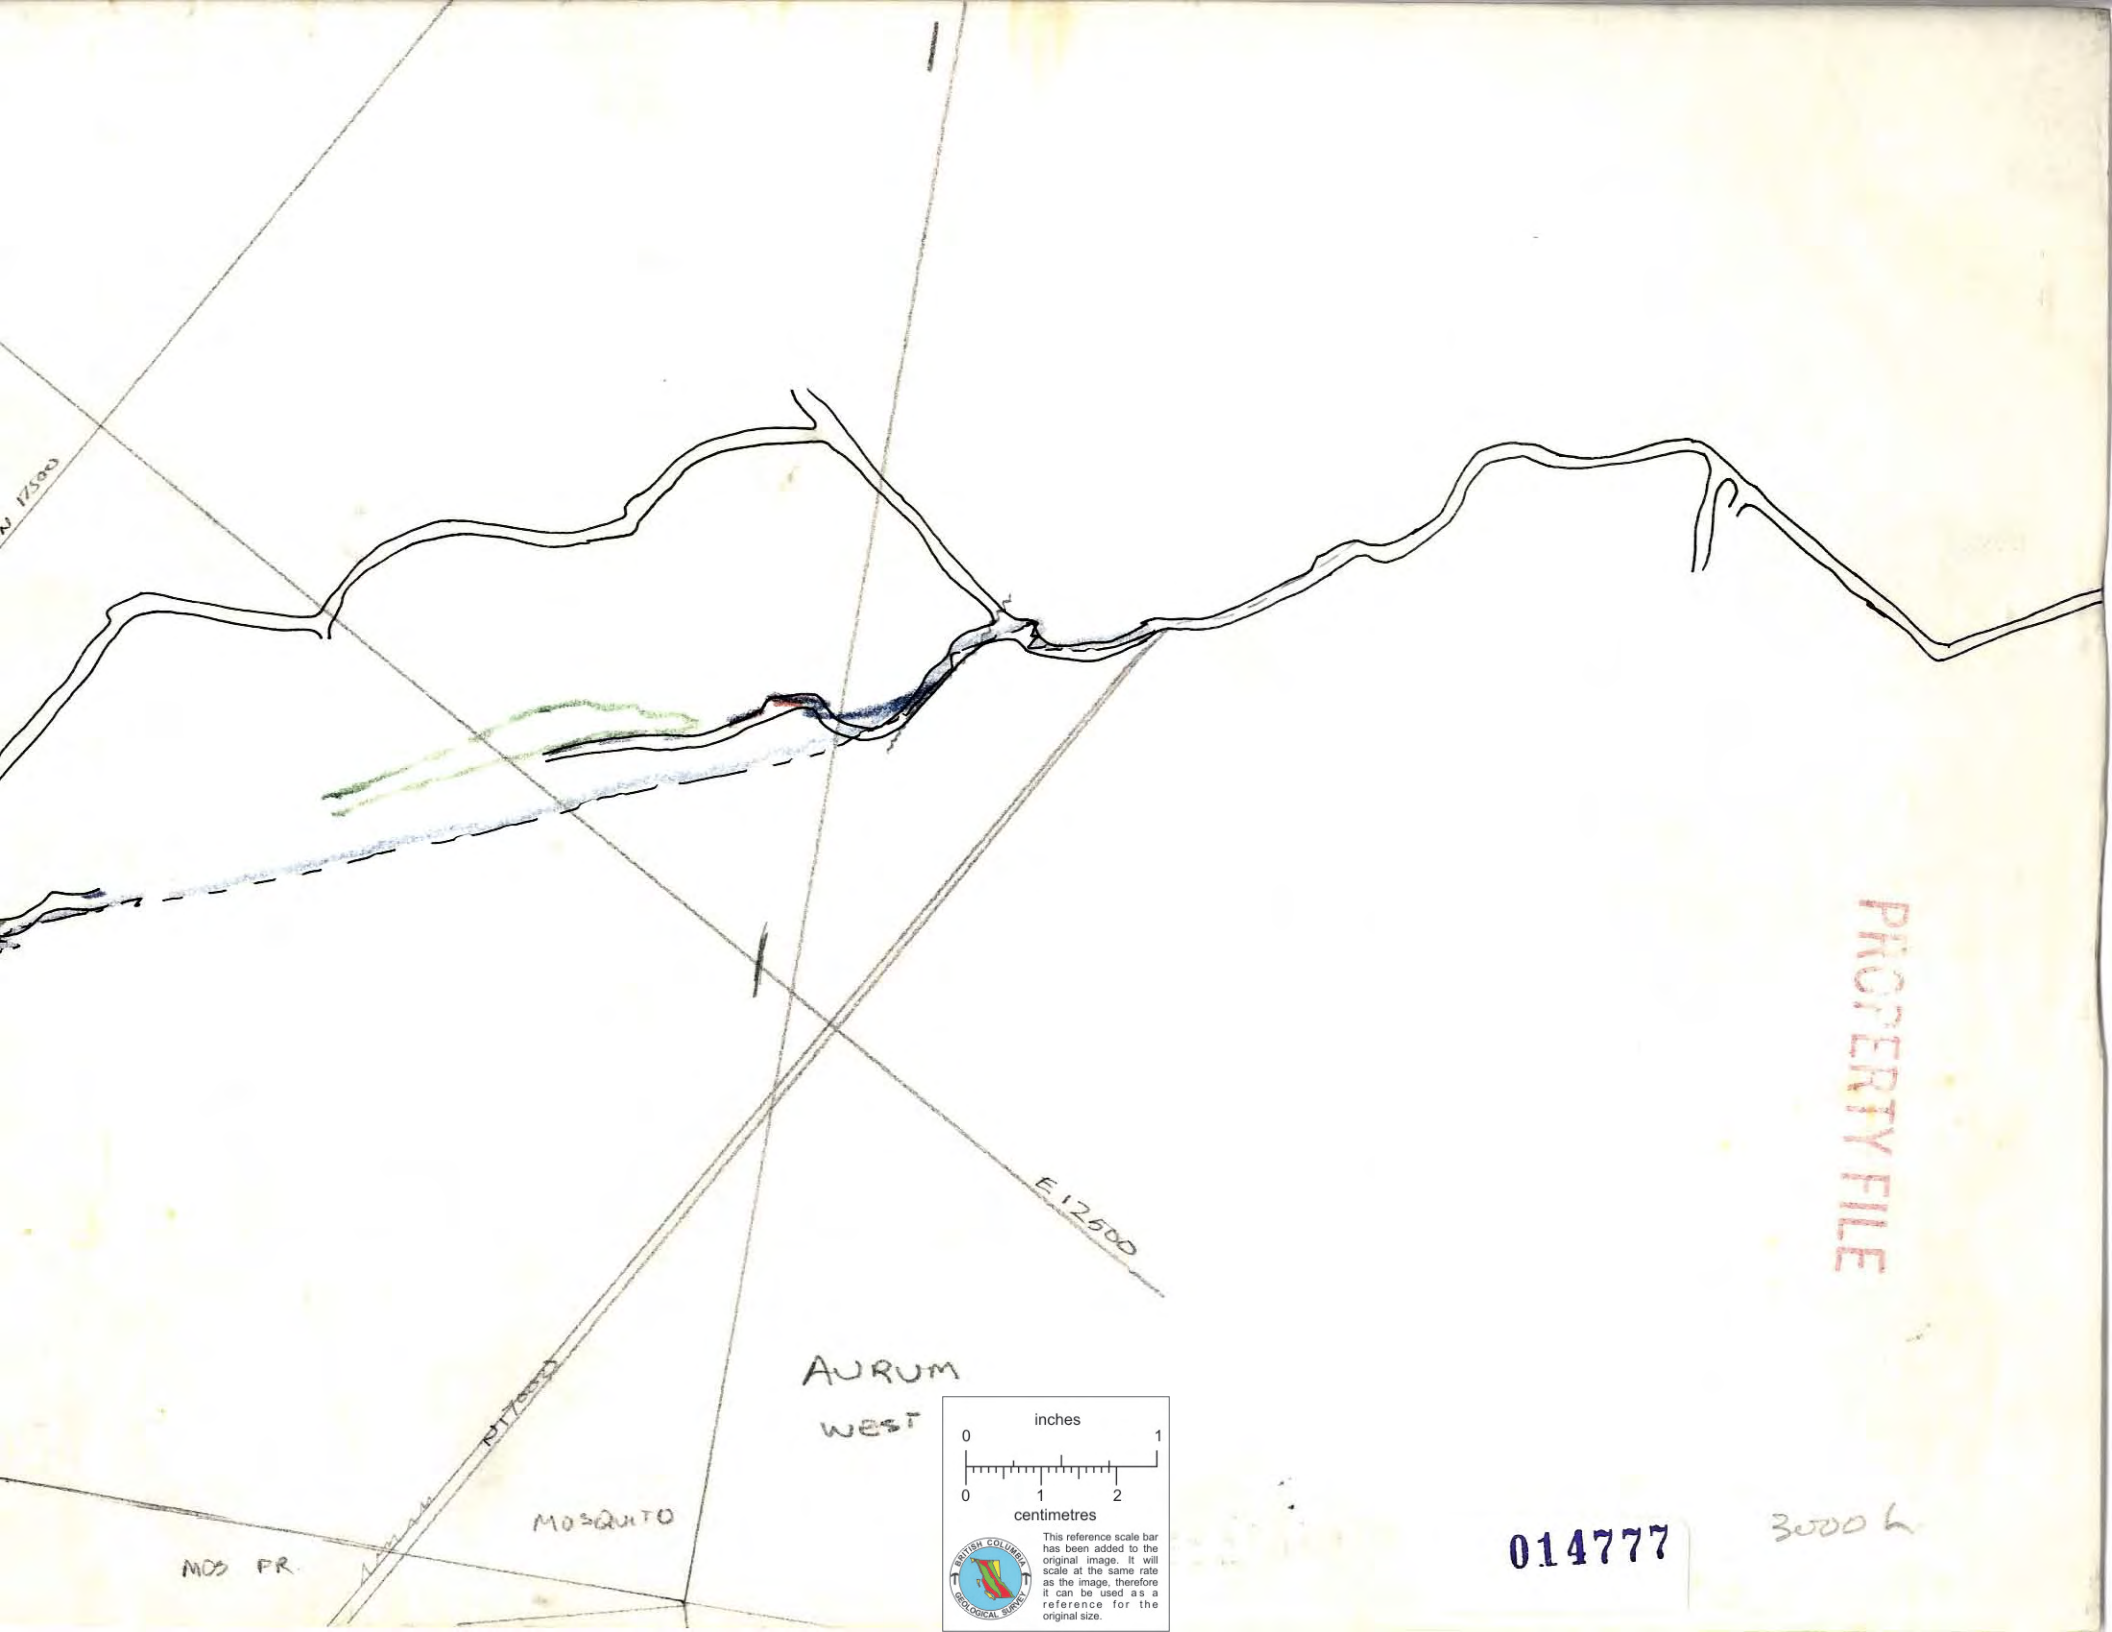 N 17500
PROPERTY FILE
E 12500
N17000
AURUM
WEST
MOSQUITO
MOS PR.
inches
0 1
0 1 2
centimetres
BRITISH COLUMBIA
GEOLOGICAL SURVEY
This reference scale bar
has been added to the
original image. It will
scale at the same rate
as the image, therefore
it can be used as a
reference for the
original size.
014777
3000 L